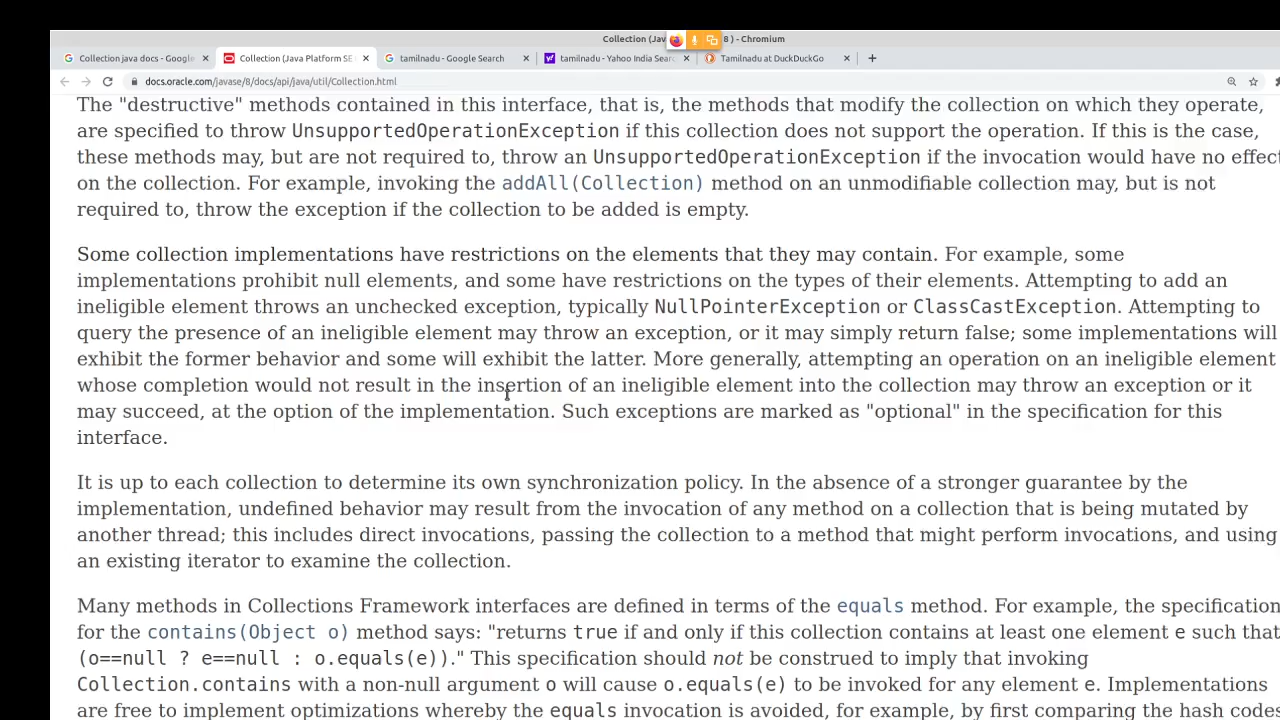 Collection (Jav 8 ) - Chromium
Collection java docs - Google Collection (Java Platform SE tamilnadu - Google Search tamilnadu - Yahoo India Sear Tamilnadu at DuckDuckGo
docs.oracle.com/javase/8/docs/api/java/util/Collection.html
The "destructive" methods contained in this interface, that is, the methods that modify the collection on which they operate,
are specified to throw UnsupportedOperationException if this collection does not support the operation. If this is the case,
these methods may, but are not required to, throw an UnsupportedOperationException if the invocation would have no effect
on the collection. For example, invoking the addAll(Collection) method on an unmodifiable collection may, but is not
required to, throw the exception if the collection to be added is empty.
Some collection implementations have restrictions on the elements that they may contain. For example, some
implementations prohibit null elements, and some have restrictions on the types of their elements. Attempting to add an
ineligible element throws an unchecked exception, typically NullPointerException or ClassCastException. Attempting to
query the presence of an ineligible element may throw an exception, or it may simply return false; some implementations will
exhibit the former behavior and some will exhibit the latter. More generally, attempting an operation on an ineligible element
whose completion would not result in the insertion of an ineligible element into the collection may throw an exception or it
may succeed, at the option of the implementation. Such exceptions are marked as "optional" in the specification for this
interface.
It is up to each collection to determine its own synchronization policy. In the absence of a stronger guarantee by the
implementation, undefined behavior may result from the invocation of any method on a collection that is being mutated by
another thread; this includes direct invocations, passing the collection to a method that might perform invocations, and using
an existing iterator to examine the collection.
Many methods in Collections Framework interfaces are defined in terms of the equals method. For example, the specification
for the contains(Object o) method says: "returns true if and only if this collection contains at least one element e such that
(o==null ? e==null : o.equals(e))." This specification should not be construed to imply that invoking
Collection.contains with a non-null argument o will cause o.equals(e) to be invoked for any element e. Implementations
are free to implement optimizations whereby the equals invocation is avoided, for example, by first comparing the hash codes